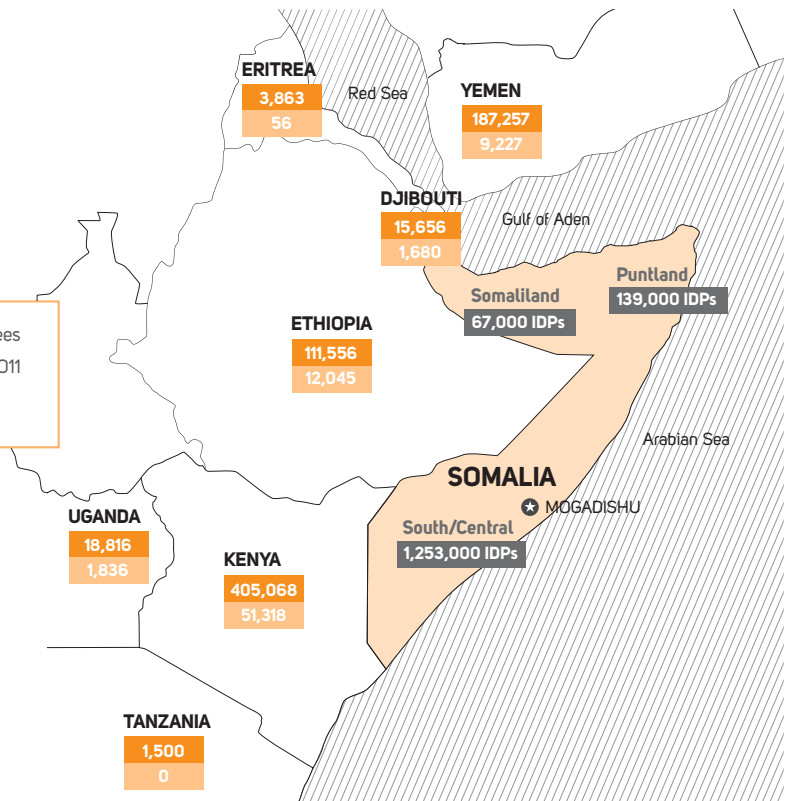 ERITREA
3,863
56
Red Sea
YEMEN
187,257
9,227
DJIBOUTI
15,656
1,680
Gulf of Aden
Puntland
139,000 IDPs
Somaliland
67,000 IDPs
ETHIOPIA
111,556
12,045
Arabian Sea
SOMALIA
MOGADISHU
South/Central
1,253,000 IDPs
UGANDA
18,816
1,836
KENYA
405,068
51,318
TANZANIA
1,500
0